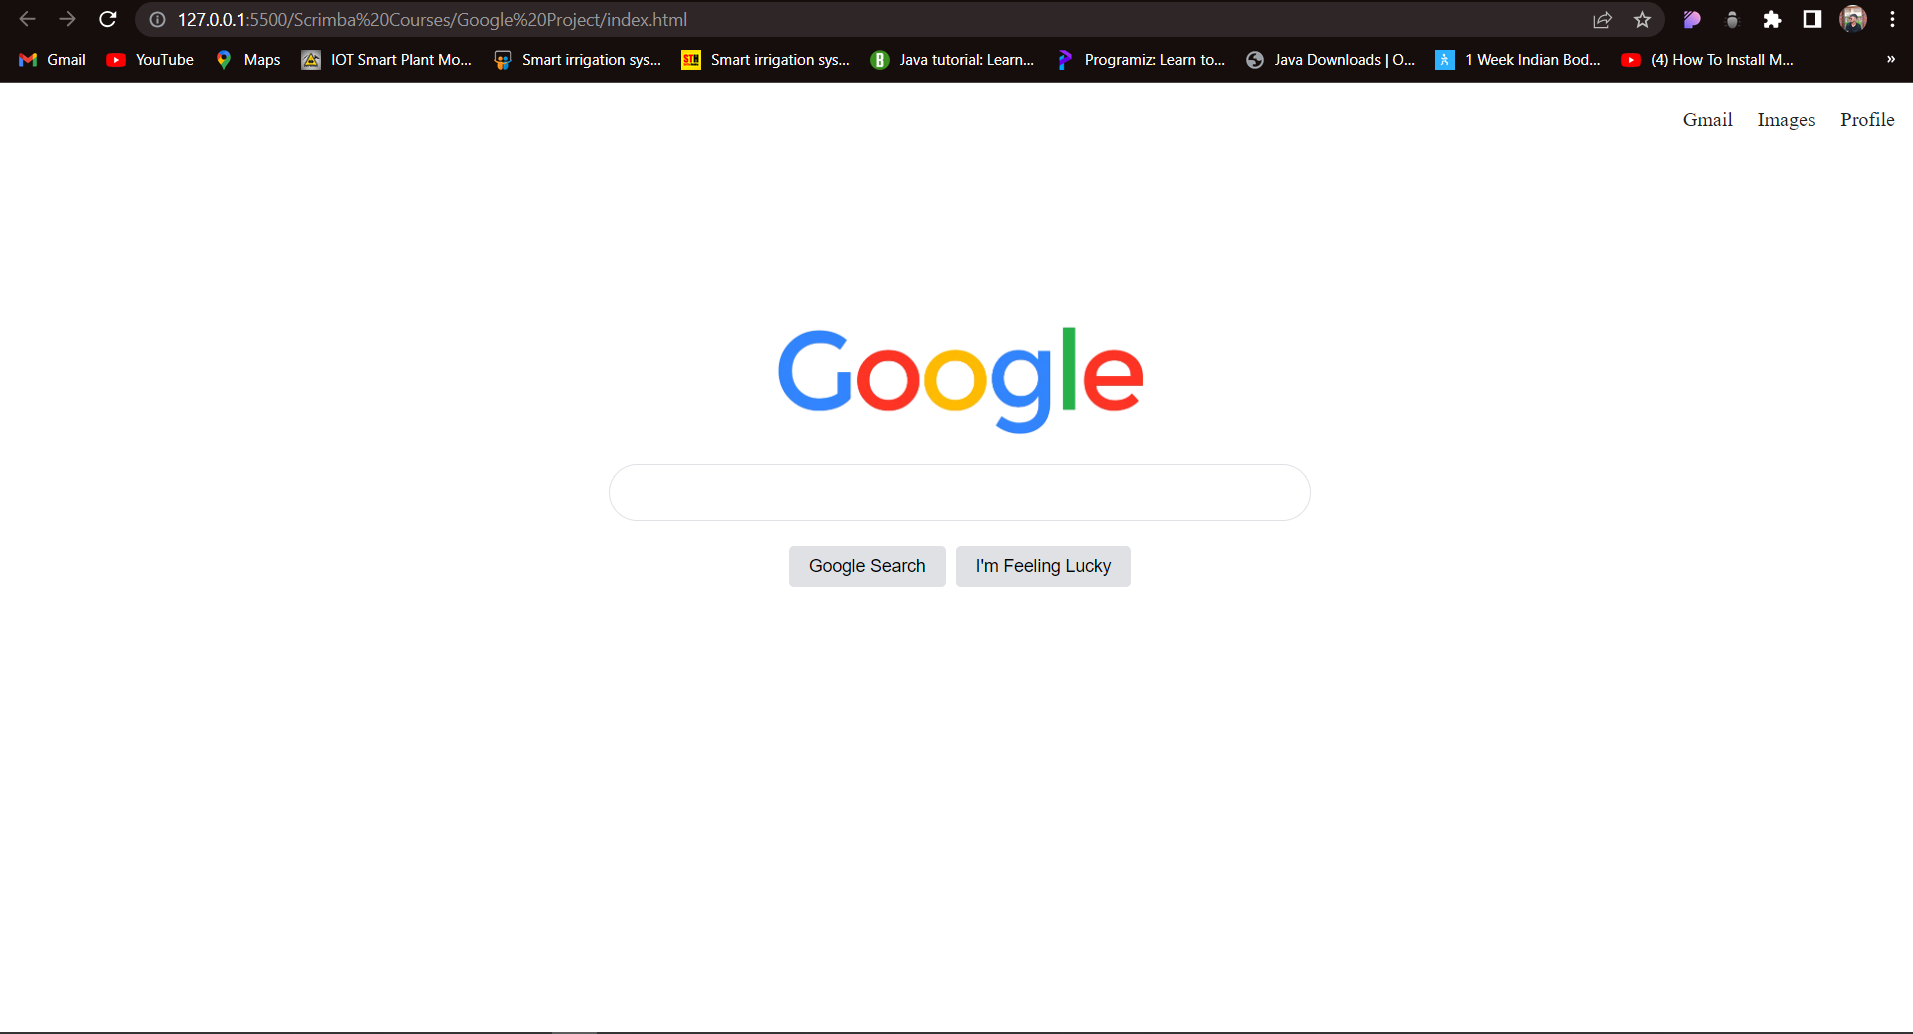 127.0.0.1:5500/Scrimba%20Courses/Google%20Project/index.html
Gmail YouTube Maps IOT Smart Plant Mo... Smart irrigation sys... STH Smart irrigation sys... B Java tutorial: Learn... Programiz: Learn to... Java Downloads | O... 1 Week Indian Bod... (4) How To Install M... »
Gmail Images Profile
Google
Google Search I'm Feeling Lucky